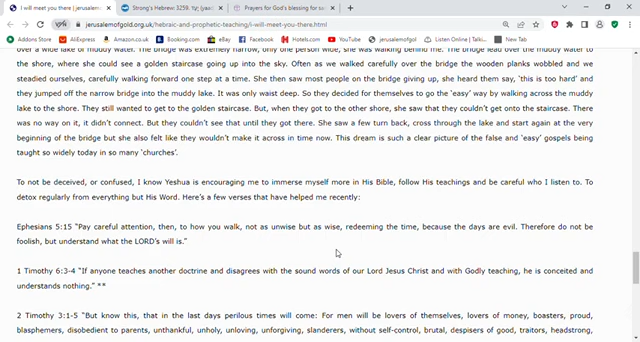 I will meet you there | jerusalem
Strong's Hebrew: 3259. יָעַד (yaad)
Prayers for God's blessing for su
jerusalemofgold.org.uk/hebraic-and-prophetic-teaching/i-will-meet-you-there.html
Addons Store AliExpress Amazon.co.uk Booking.com eBay Facebook Hotels.com YouTube jerusalemofgold.co.uk Listen Online - Talki... New Tab
over a wide lake of muddy water. The bridge was extremely narrow, only one person wide, she was walking behind me. The bridge lead over the muddy water to
the shore, where she could see a golden staircase going up into the sky. Often as we walked carefully over the bridge the wooden planks wobbled and we
steadied ourselves, carefully walking forward one step at a time. She then saw most people on the bridge giving up, she heard them say, 'this is too hard' and
they jumped off the narrow bridge into the muddy lake. It was only waist deep. So they decided for themselves to go the 'easy' way by walking across the muddy
lake to the shore. They still wanted to get to the golden staircase. But, when they got to the other shore, she saw that they couldn't get onto the staircase. There
was no way on it, it didn't connect. But they couldn't see that until they got there. She saw a few turn back, cross through the lake and start again at the very
beginning of the bridge but she also felt like they wouldn't make it across in time now. This dream is such a clear picture of the false and 'easy' gospels being
taught so widely today in so many 'churches'.
To not be deceived, or confused, I know Yeshua is encouraging me to immerse myself more in His Bible, follow His teachings and be careful who I listen to. To
detox regularly from everything but His Word. Here's a few verses that have helped me recently:
Ephesians 5:15 "Pay careful attention, then, to how you walk, not as unwise but as wise, redeeming the time, because the days are evil. Therefore do not be
foolish, but understand what the LORD's will is."
1 Timothy 6:3-4 "If anyone teaches another doctrine and disagrees with the sound words of our Lord Jesus Christ and with Godly teaching, he is conceited and
understands nothing." **
2 Timothy 3:1-5 "But know this, that in the last days perilous times will come: For men will be lovers of themselves, lovers of money, boasters, proud,
blasphemers, disobedient to parents, unthankful, unholy, unloving, unforgiving, slanderers, without self-control, brutal, despisers of good, traitors, headstrong,